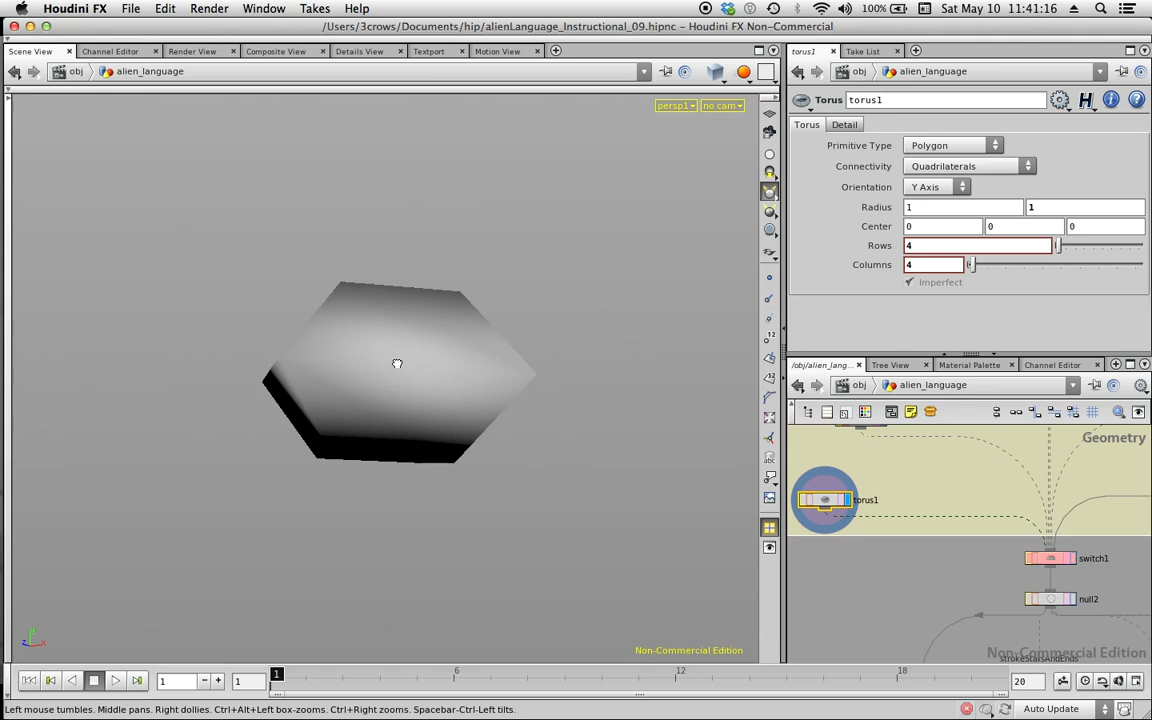 Houdini FX File Edit Render Windows Takes Help 100% Sat May 10 11:41:16
/Users/3crows/Documents/hip/alienLanguage_Instructional_09.hipnc - Houdini FX Non-Commercial
Scene View Channel Editor Render View Composite View Details View Textport Motion View
obj alien_language
persp1 no cam
Non-Commercial Edition
torus1 Take List
obj alien_language
Torus torus1
Torus Detail
Primitive Type Polygon
Connectivity Quadrilaterals
Orientation Y Axis
Radius 1 1
Center 0 0 0
Rows 4
Columns 4
Imperfect
/obj/alien_lang... Tree View Material Palette Channel Editor
obj alien_language
Geometry
torus1
switch1
null2
Non-Commercial Edition
strokeStarsAndEnds
1 1 1 6 12 18 20
Left mouse tumbles. Middle pans. Right dollies. Ctrl+Alt+Left box-zooms. Ctrl+Right zooms. Spacebar-Ctrl-Left tilts. Auto Update